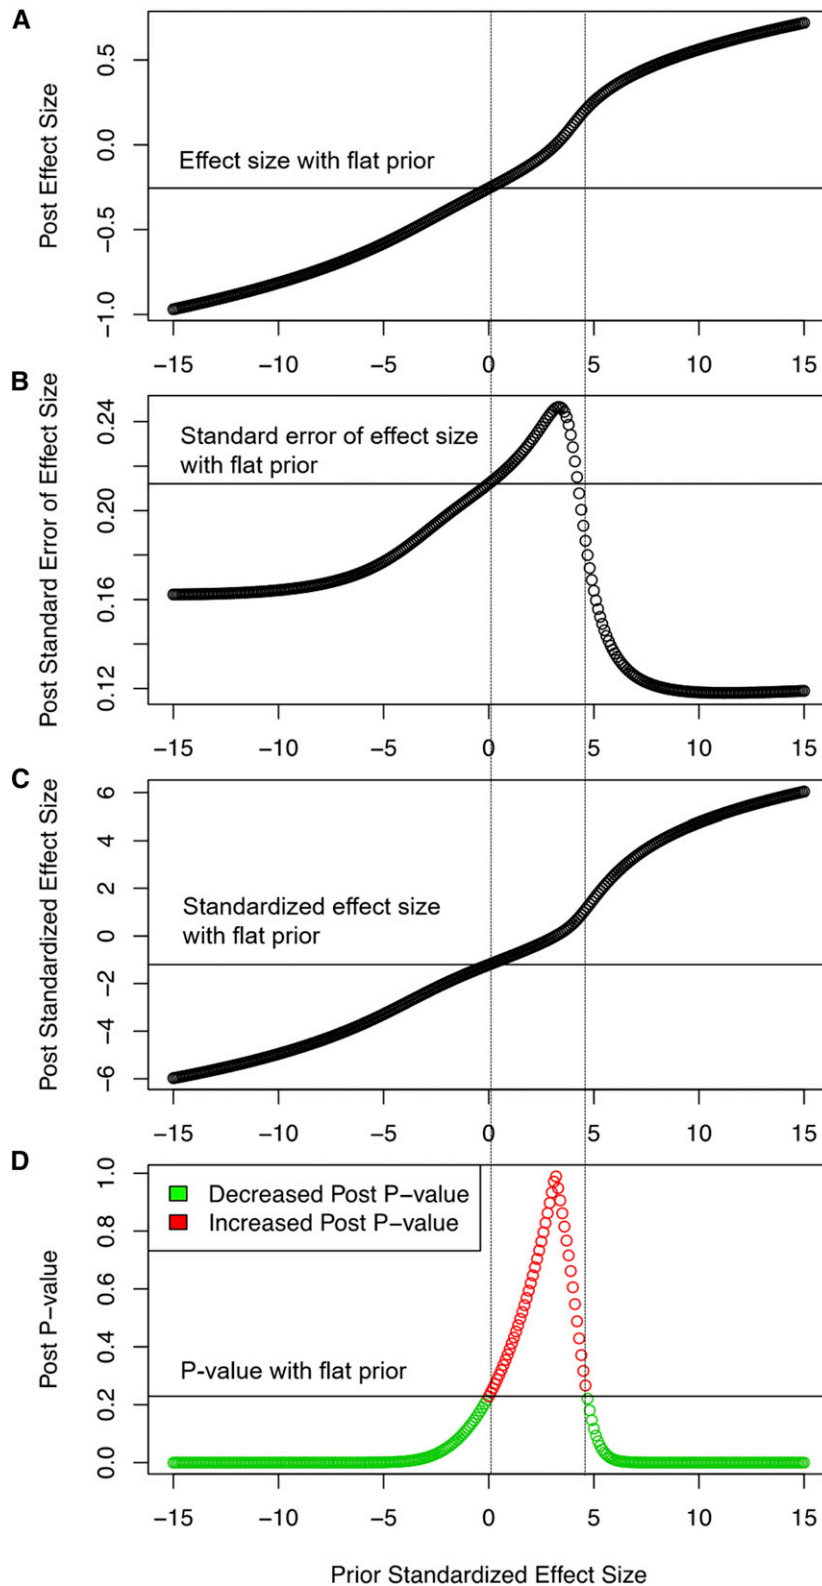 A
Post Effect Size
0.5
0.0
−0.5
−1.0
Effect size with flat prior
−15 −10 −5 0 5 10 15
B
Post Standard Error of Effect Size
0.24
0.20
0.16
0.12
Standard error of effect size
with flat prior
−15 −10 −5 0 5 10 15
C
Post Standardized Effect Size
6
4
2
0
−2
−4
−6
Standardized effect size
with flat prior
−15 −10 −5 0 5 10 15
D
Post P−value
1.0
0.8
0.6
0.4
0.2
0.0
Decreased Post P−value
Increased Post P−value
P−value with flat prior
−15 −10 −5 0 5 10 15
Prior Standardized Effect Size